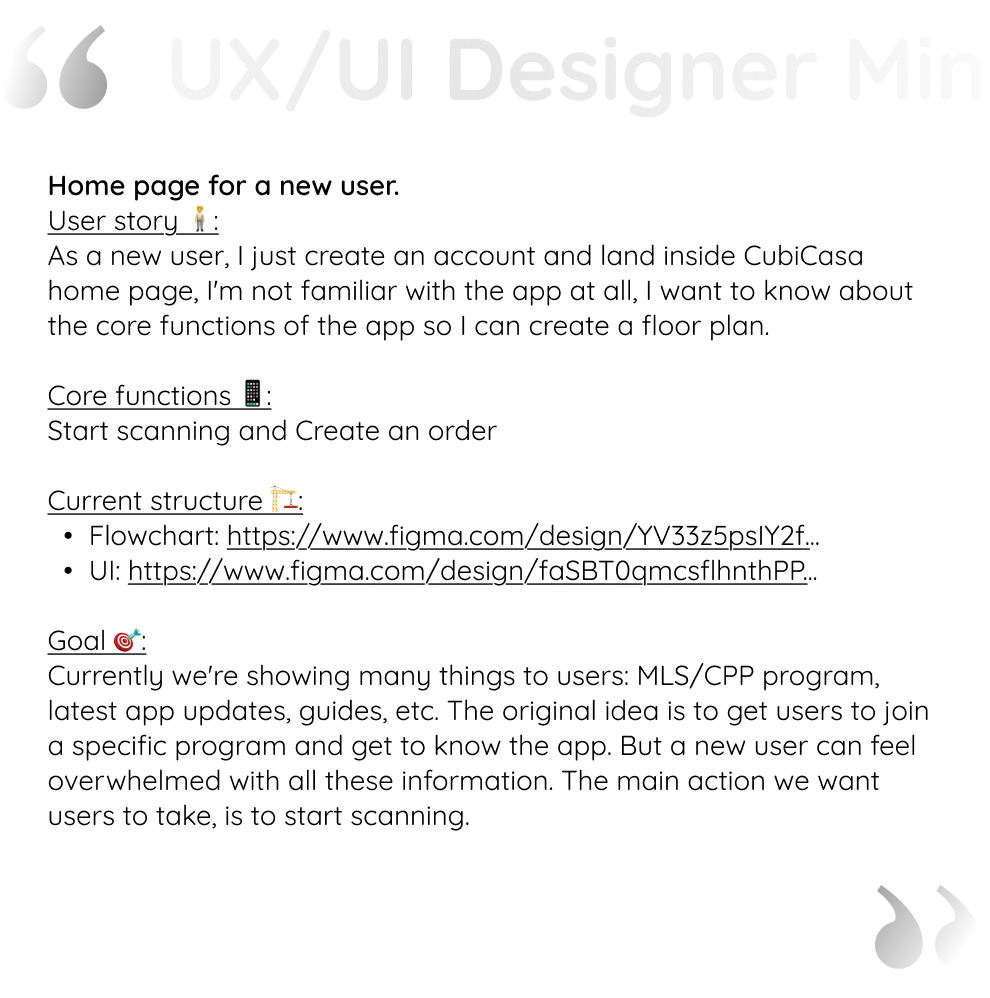 UX/UI Designer Min
Home page for a new user.
User story 🧍:
As a new user, I just create an account and land inside CubiCasa
home page, I'm not familiar with the app at all, I want to know about
the core functions of the app so I can create a floor plan.
Core functions 📱:
Start scanning and Create an order
Current structure 🏗️:
• Flowchart: https://www.figma.com/design/YV33z5psIY2f...
• UI: https://www.figma.com/design/faSBT0qmcsflhnthPP...
Goal 🎯:
Currently we're showing many things to users: MLS/CPP program,
latest app updates, guides, etc. The original idea is to get users to join
a specific program and get to know the app. But a new user can feel
overwhelmed with all these information. The main action we want
users to take, is to start scanning.